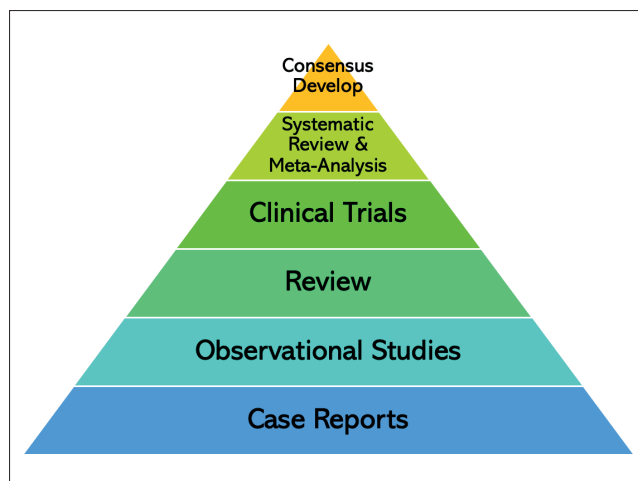 Consensus
Develop
Systematic
Review &
Meta-Analysis
Clinical Trials
Review
Observational Studies
Case Reports